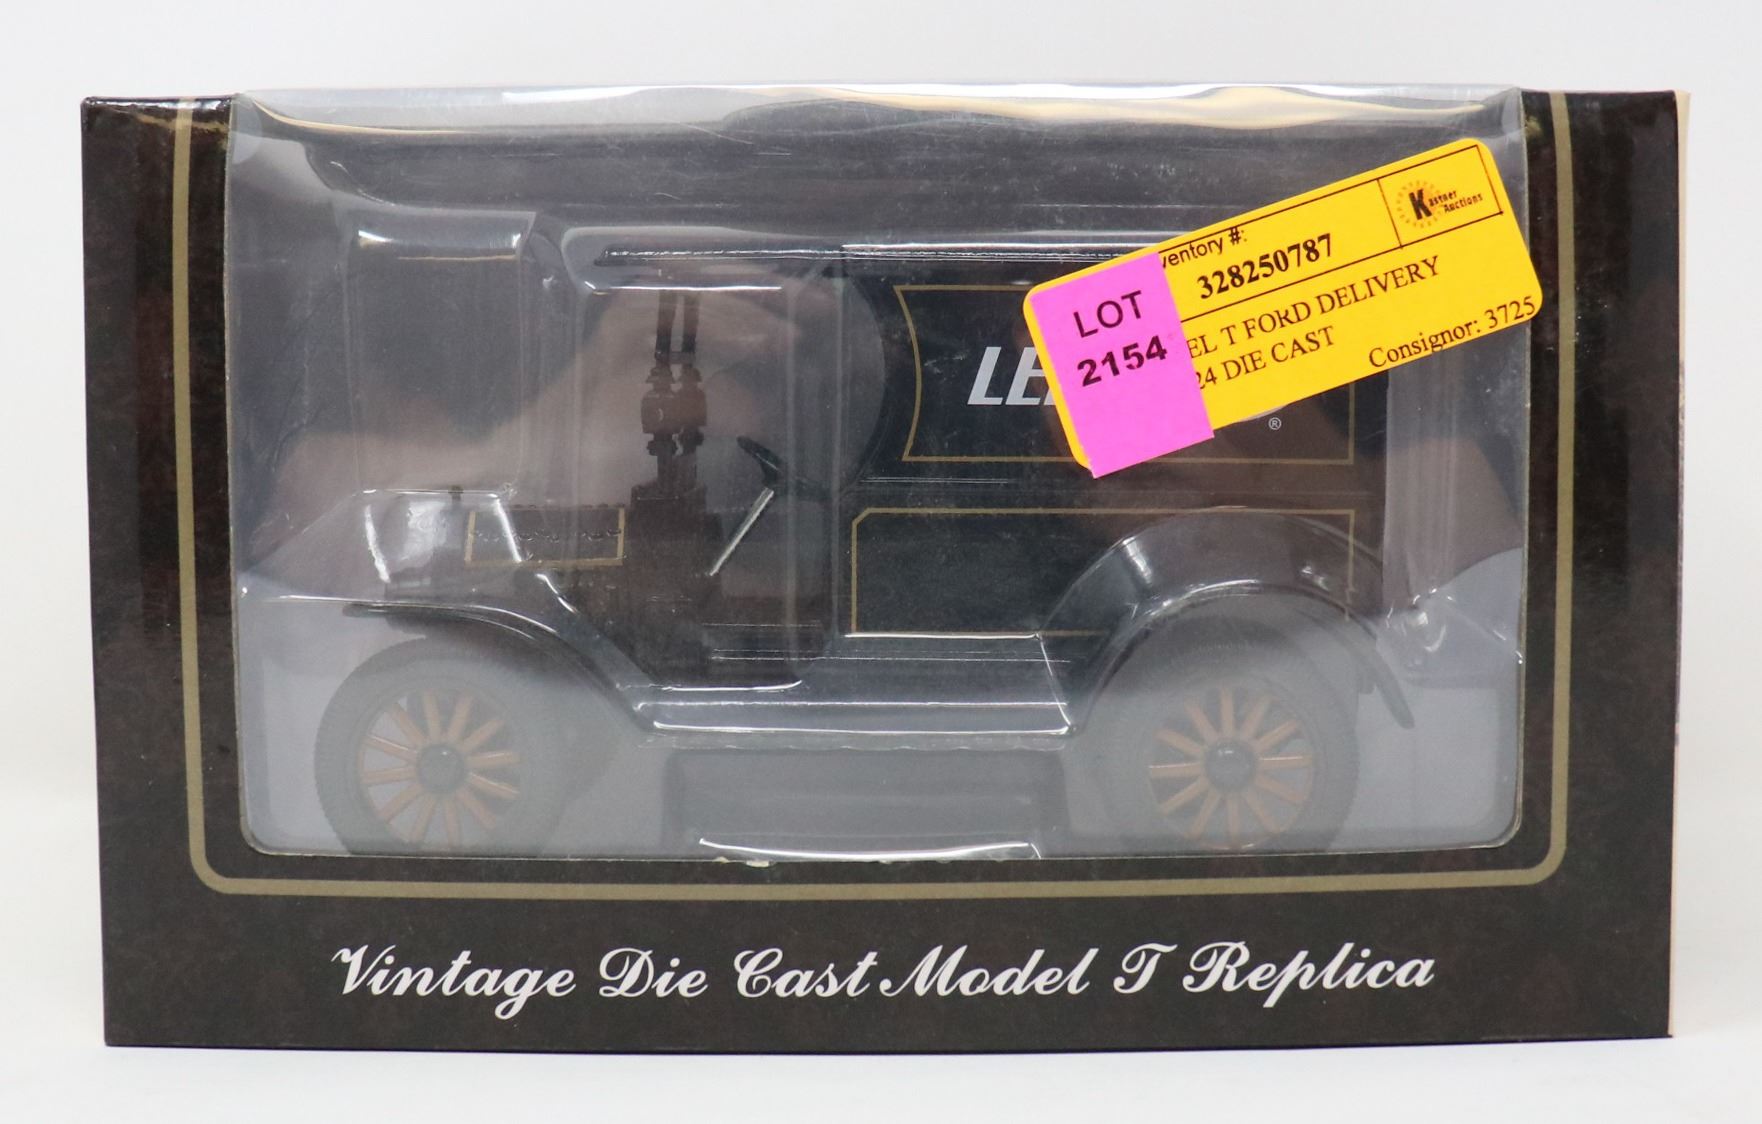 Kastner
Auctions
ventory #:
328250787
LOT
2154
EL T FORD DELIVERY
24 DIE CAST
Consignor: 3725
LE
®
Vintage Die Cast Model T Replica